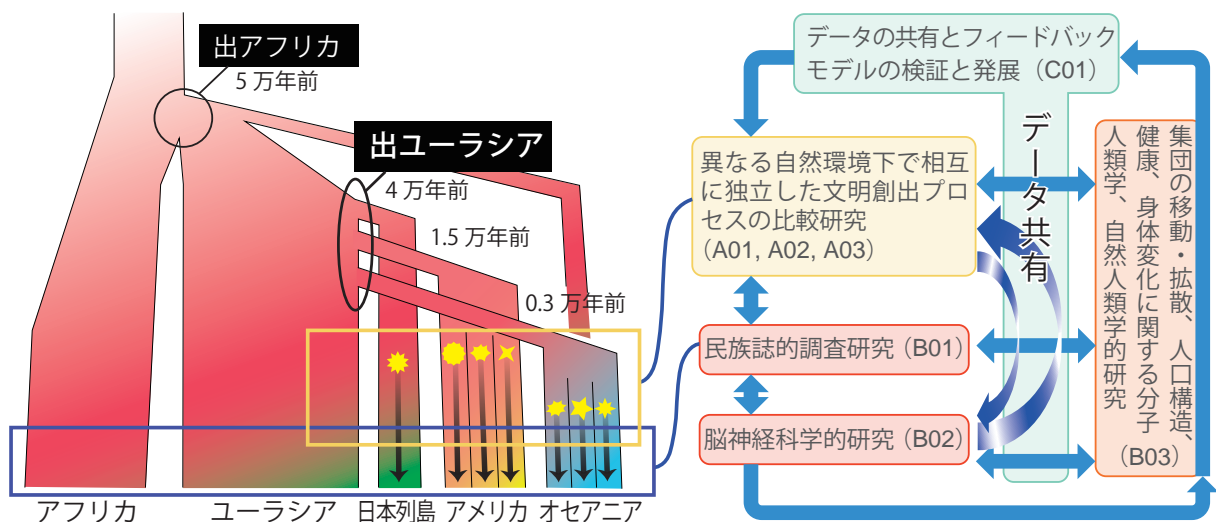 出アフリカ
5 万年前
出ユーラシア
4 万年前
1.5 万年前
0.3 万年前
アフリカ
ユーラシア
日本列島
アメリカ
オセアニア
データの共有とフィードバック
モデルの検証と発展（C01）
異なる自然環境下で相互
に独立した文明創出プロ
セスの比較研究
（A01, A02, A03）
民族誌的調査研究（B01）
脳神経科学的研究（B02）
データ共有
集団の移動・拡散、人口構造、
健康、身体変化に関する分子
人類学、自然人類学的研究
（B03）